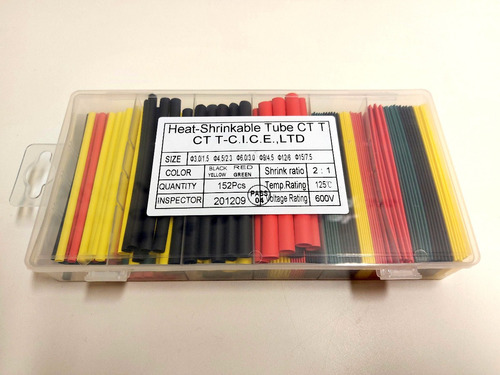 Heat-Shrinkable Tube CT T
CT T-C.I.C.E.,LTD
SIZE Φ3.0/1.5 Φ4.5/2.3 Φ6.0/3.0 Φ9/4.5 Φ12/6 Φ15/7.5
COLOR BLACK RED YELLOW GREEN Shrink ratio 2 : 1
QUANTITY 152Pcs Temp.Rating 125℃
INSPECTOR 201209 PASS 04 Voltage Rating 600V